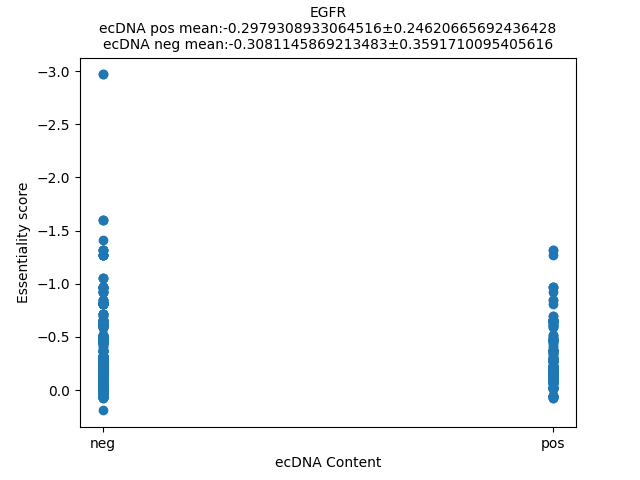 EGFR
ecDNA pos mean:-0.2979308933064516±0.24620665692436428
ecDNA neg mean:-0.3081145869213483±0.3591710095405616
−3.0
−2.5
−2.0
−1.5
−1.0
−0.5
0.0
Essentiality score
neg
pos
ecDNA Content